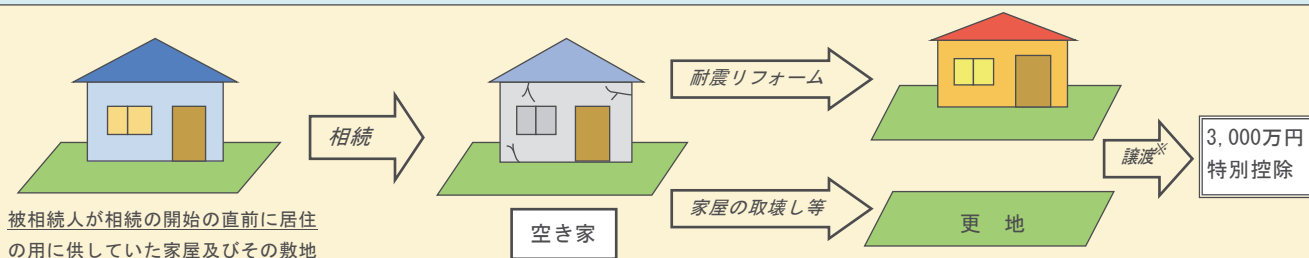 被相続人が相続の開始の直前に居住
の用に供していた家屋及びその敷地
相続
空き家
耐震リフォーム
家屋の取壊し等
更　地
譲渡※
3,000万円
特別控除